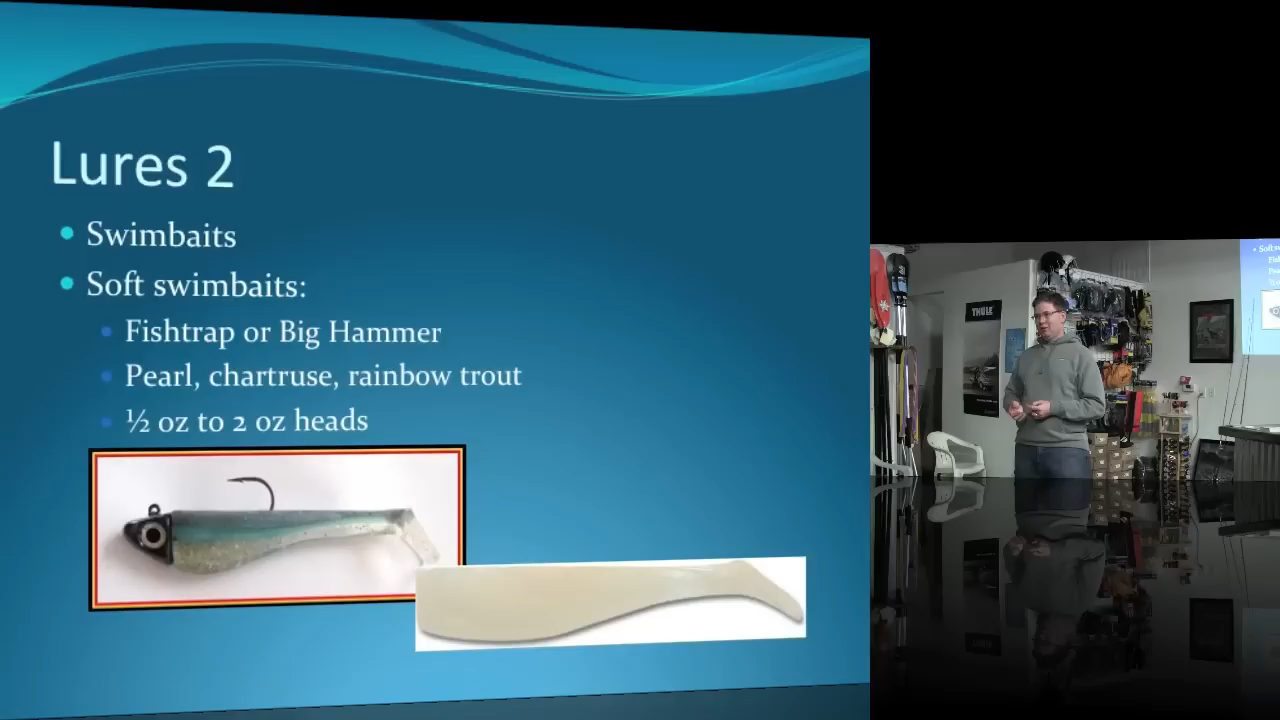 Lures 2
Swimbaits
Soft swimbaits:
Fishtrap or Big Hammer
Pearl, chartruse, rainbow trout
½ oz to 2 oz heads
THULE